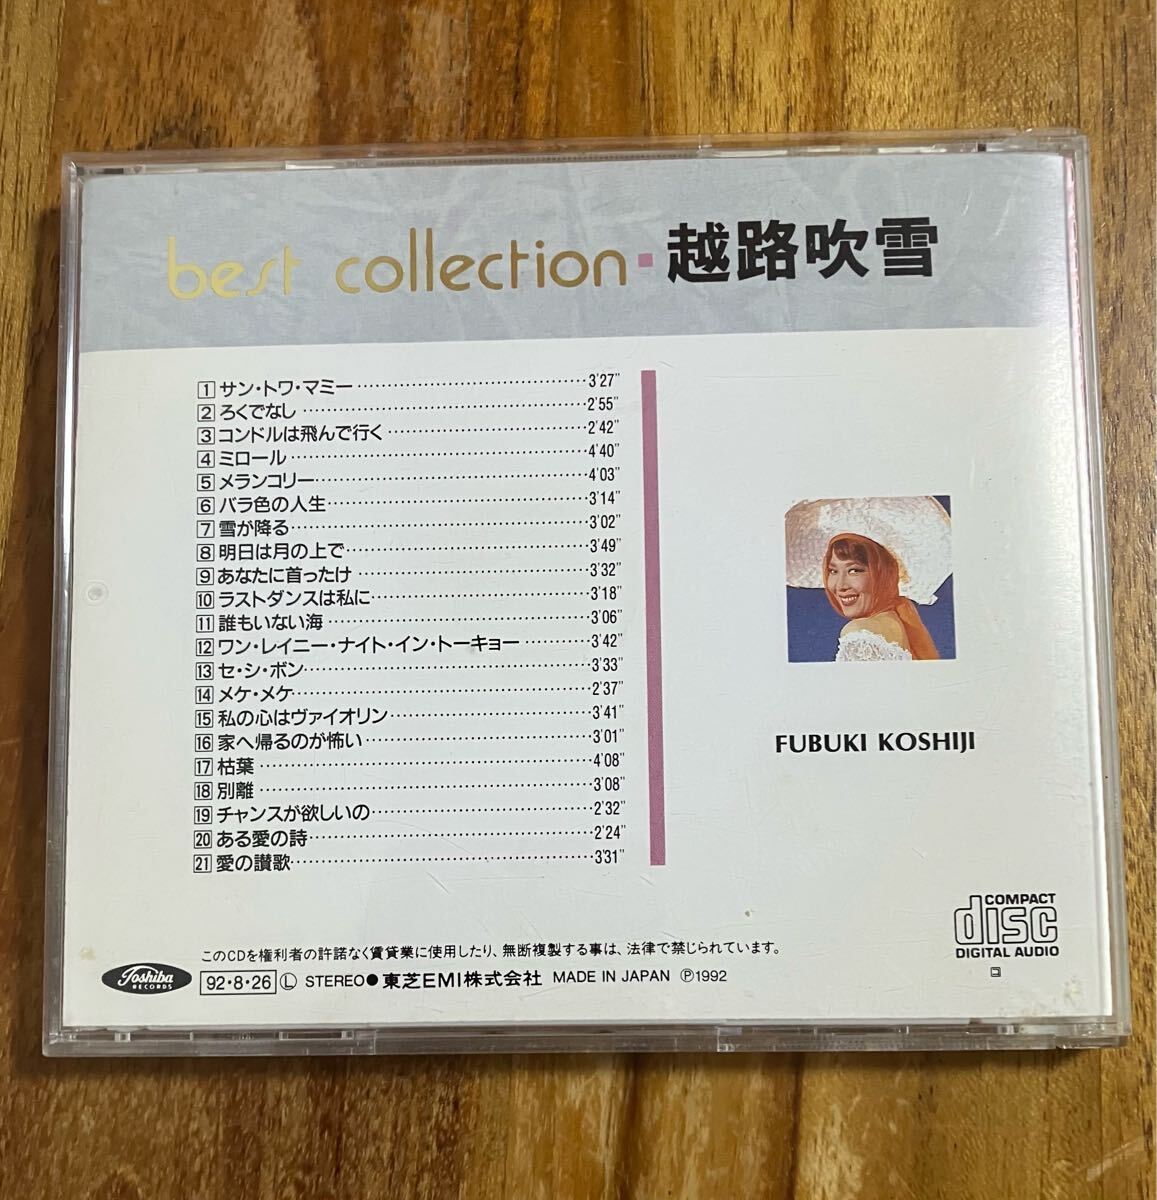 best collection・越路吹雪
1 サン・トワ・マミー…………………………………3'27"
2 ろくでなし…………………………………………2'55"
3 コンドルは飛んで行く……………………………2'42"
4 ミロール……………………………………………4'40"
5 メランコリー………………………………………4'03"
6 バラ色の人生………………………………………3'14"
7 雪が降る……………………………………………3'02"
8 明日は月の上で……………………………………3'49"
9 あなたに首ったけ…………………………………3'32"
10 ラストダンスは私に………………………………3'18"
11 誰もいない海………………………………………3'06"
12 ワン・レイニー・ナイト・イン・トーキョー…………3'42"
13 セ・シ・ボン…………………………………………3'33"
14 メケ・メケ……………………………………………2'37"
15 私の心はヴァイオリン……………………………3'41"
16 家へ帰るのが怖い…………………………………3'01"
17 枯葉…………………………………………………4'08"
18 別離…………………………………………………3'08"
19 チャンスが欲しいの………………………………2'32"
20 ある愛の詩…………………………………………2'24"
21 愛の讃歌……………………………………………3'31"
FUBUKI KOSHIJI
COMPACT
disc
DIGITAL AUDIO
コ
このCDを権利者の許諾なく賃貸業に使用したり、無断複製する事は、法律で禁じられています。
Toshiba
RECORDS
92・8・26 Ⓛ STEREO●東芝EMI株式会社 MADE IN JAPAN ℗1992